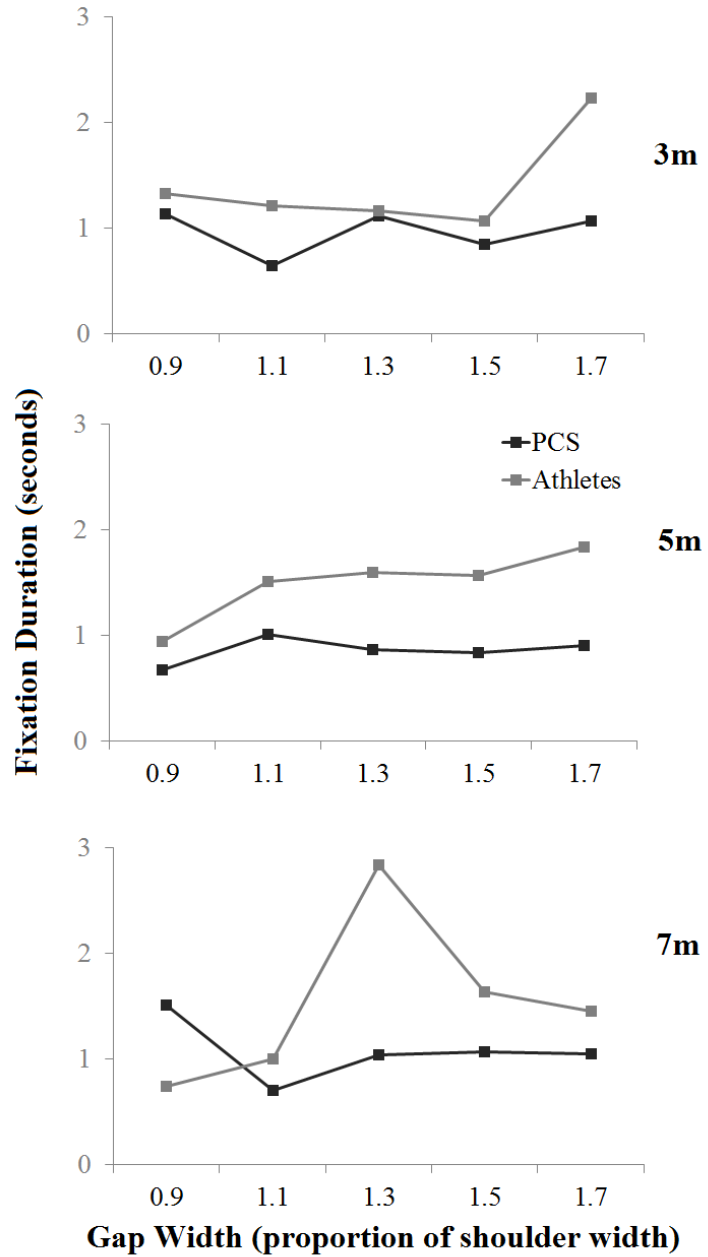 3
2
1
0
3m
0.9 1.1 1.3 1.5 1.7
Fixation Duration (seconds)
3
2
1
0
PCS
Athletes
5m
0.9 1.1 1.3 1.5 1.7
3
2
1
0
7m
0.9 1.1 1.3 1.5 1.7
Gap Width (proportion of shoulder width)